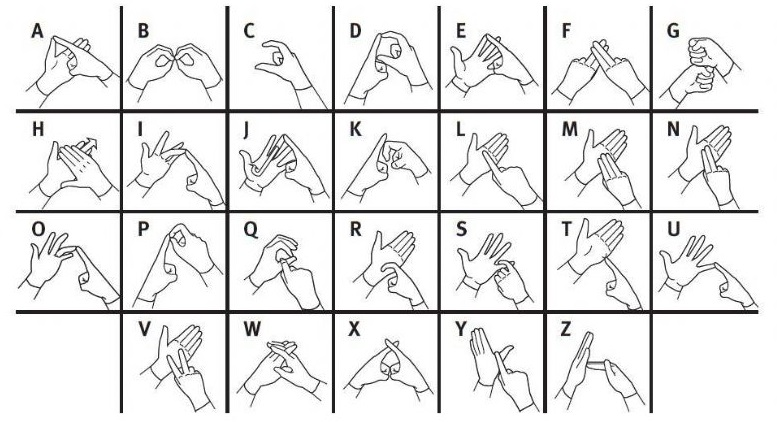 A B C D E F G
H I J K L M N
O P Q R S T U
V W X Y Z